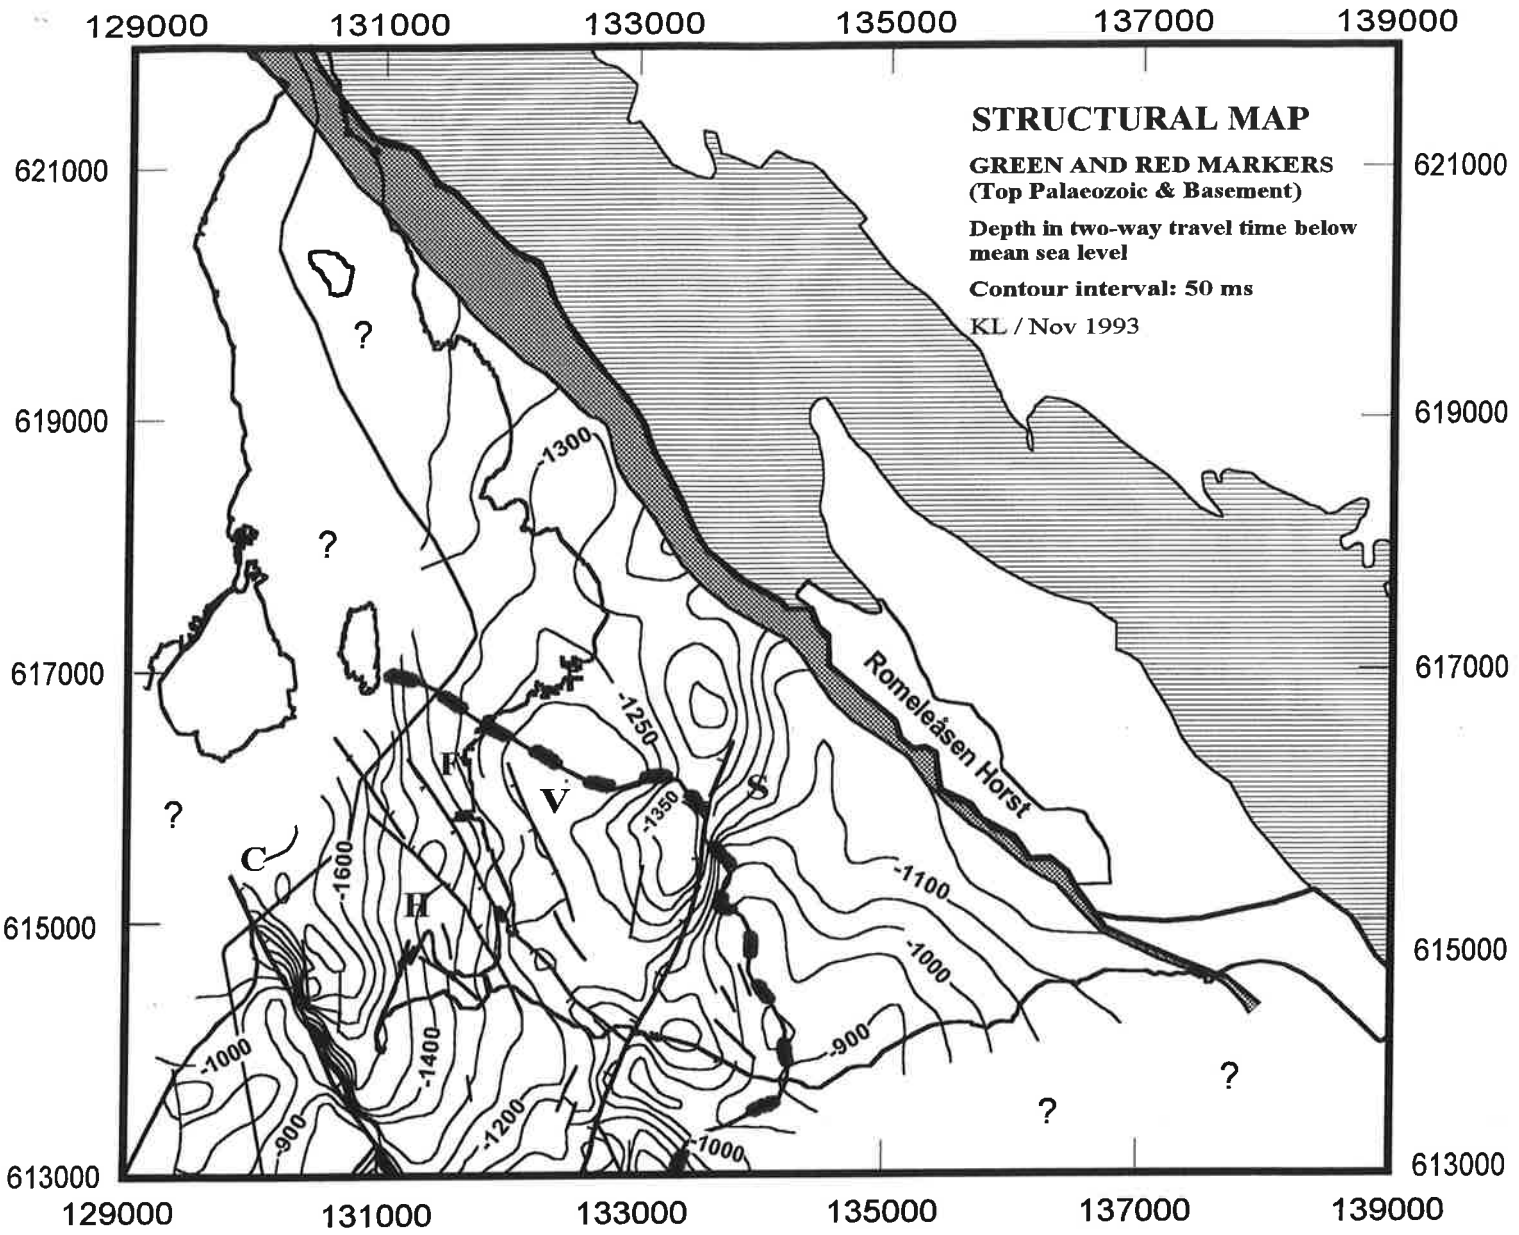 129000 131000 133000 135000 137000 139000
STRUCTURAL MAP
GREEN AND RED MARKERS
(Top Palaeozoic & Basement)
Depth in two-way travel time below
mean sea level
Contour interval: 50 ms
KL / Nov 1993
621000 621000
?
619000 619000
-1300
?
617000 617000
Romeleåsen Horst
-1250
F
V
S
-1350
?
C
-1600
-1100
H
615000 615000
-1000
-900
-1000
-1400
?
?
-900
-1200
-1000
613000 613000
129000 131000 133000 135000 137000 139000